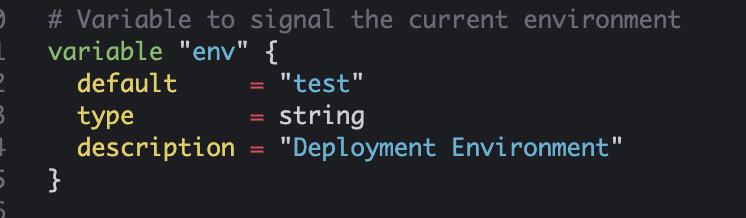 # Variable to signal the current environment
variable "env" {
  default     = "test"
  type        = string
  description = "Deployment Environment"
}